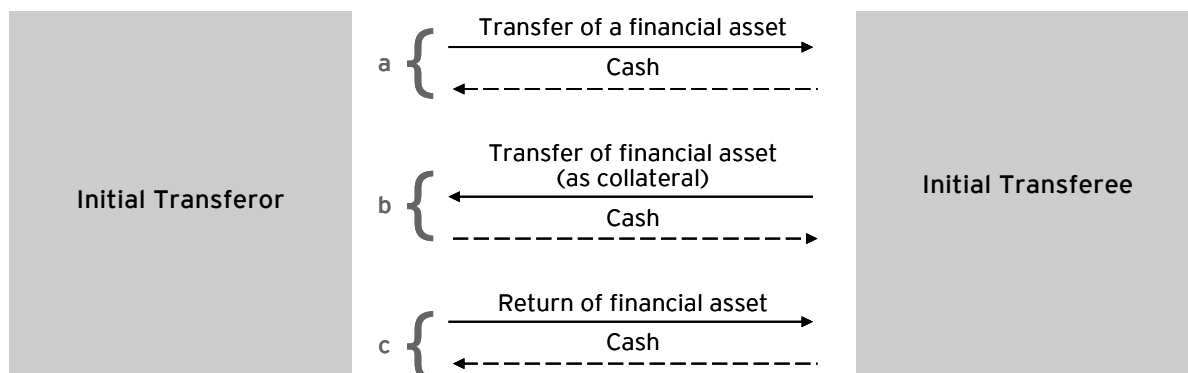 Transfer of a financial asset
a
Cash
Transfer of financial asset
(as collateral)
Initial Transferor
b
Cash
Initial Transferee
Return of financial asset
c
Cash